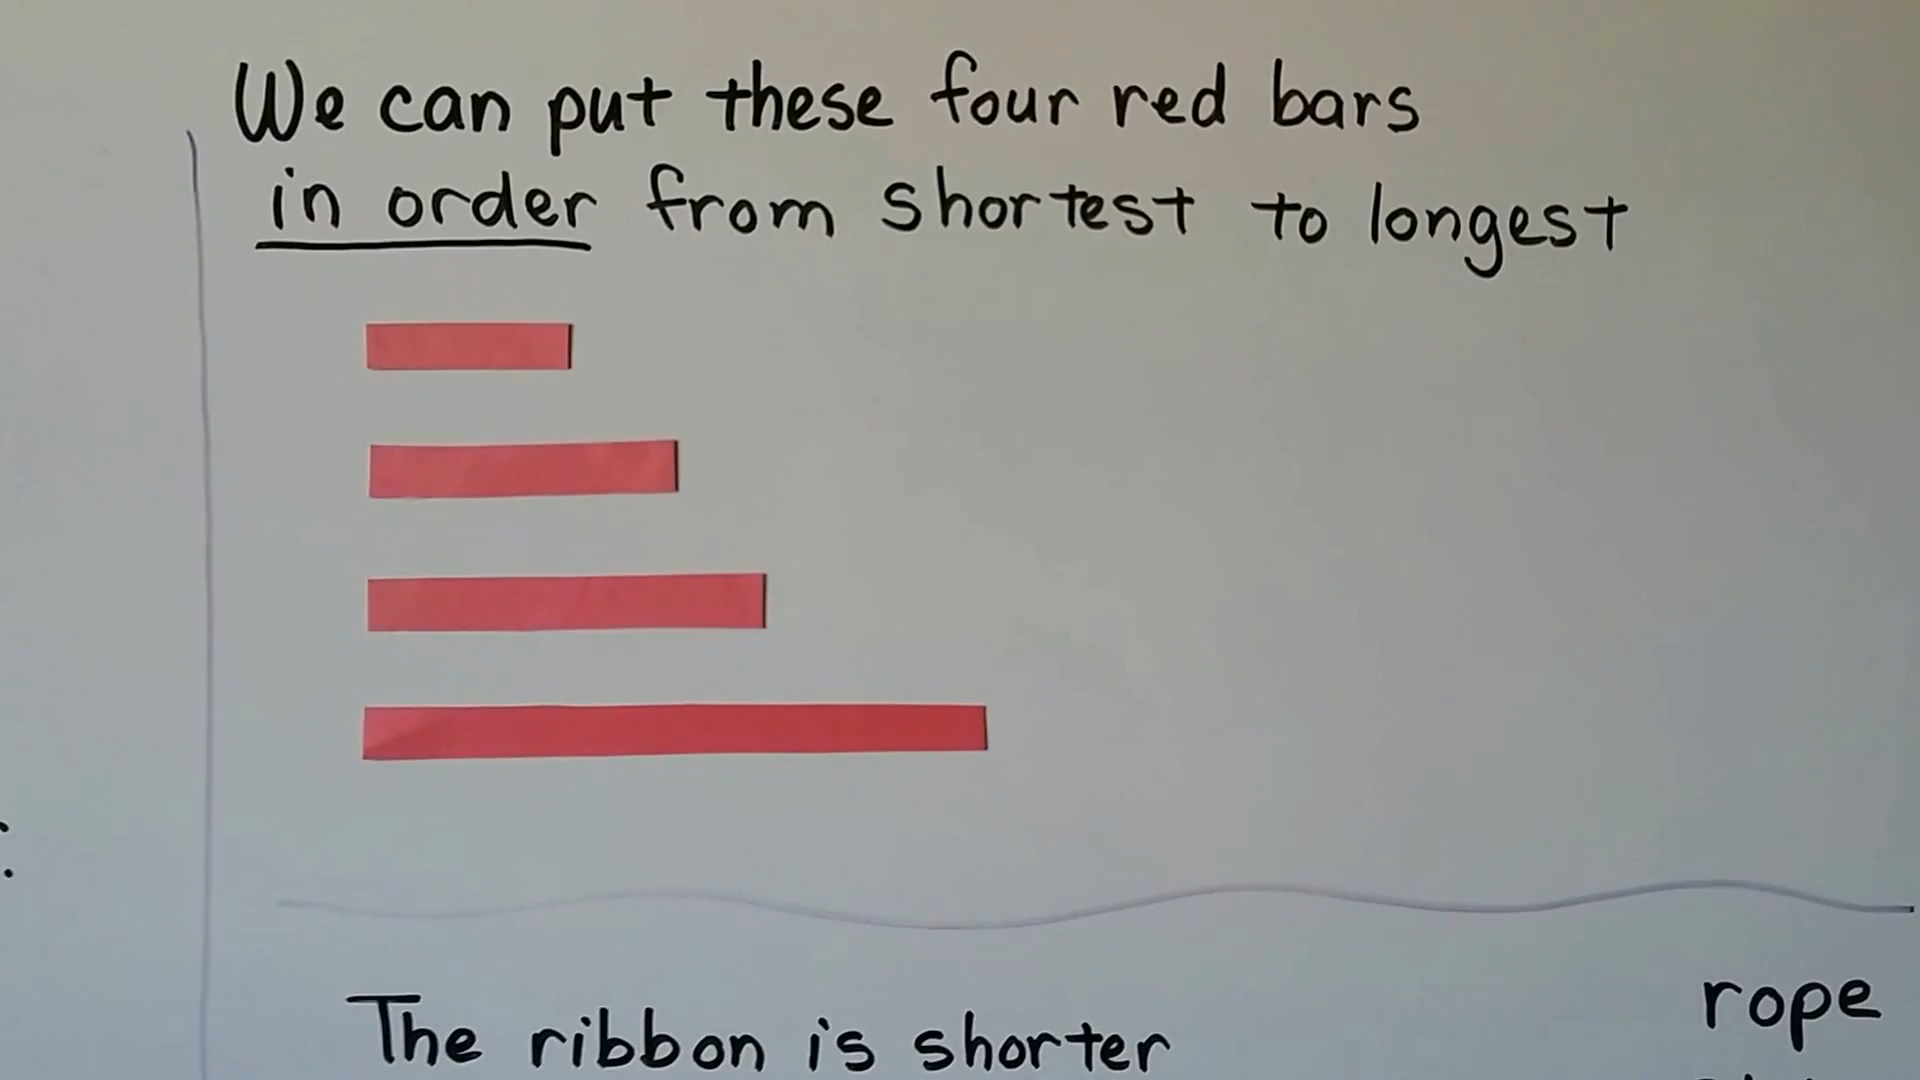 We can put these four red bars
in order from shortest to longest
rope
The ribbon is shorter